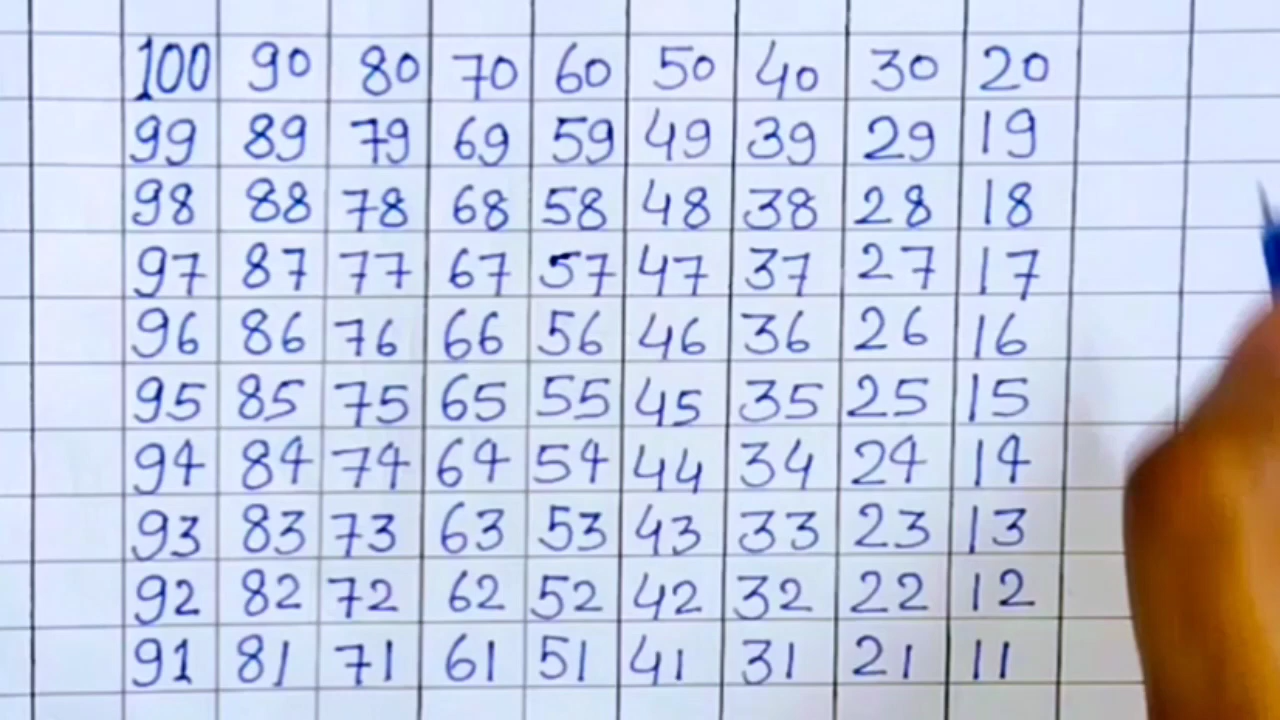 100 90 80 70 60 50 40 30 20
99 89 79 69 59 49 39 29 19
98 88 78 68 58 48 38 28 18
97 87 77 67 57 47 37 27 17
96 86 76 66 56 46 36 26 16
95 85 75 65 55 45 35 25 15
94 84 74 64 54 44 34 24 14
93 83 73 63 53 43 33 23 13
92 82 72 62 52 42 32 22 12
91 81 71 61 51 41 31 21 11